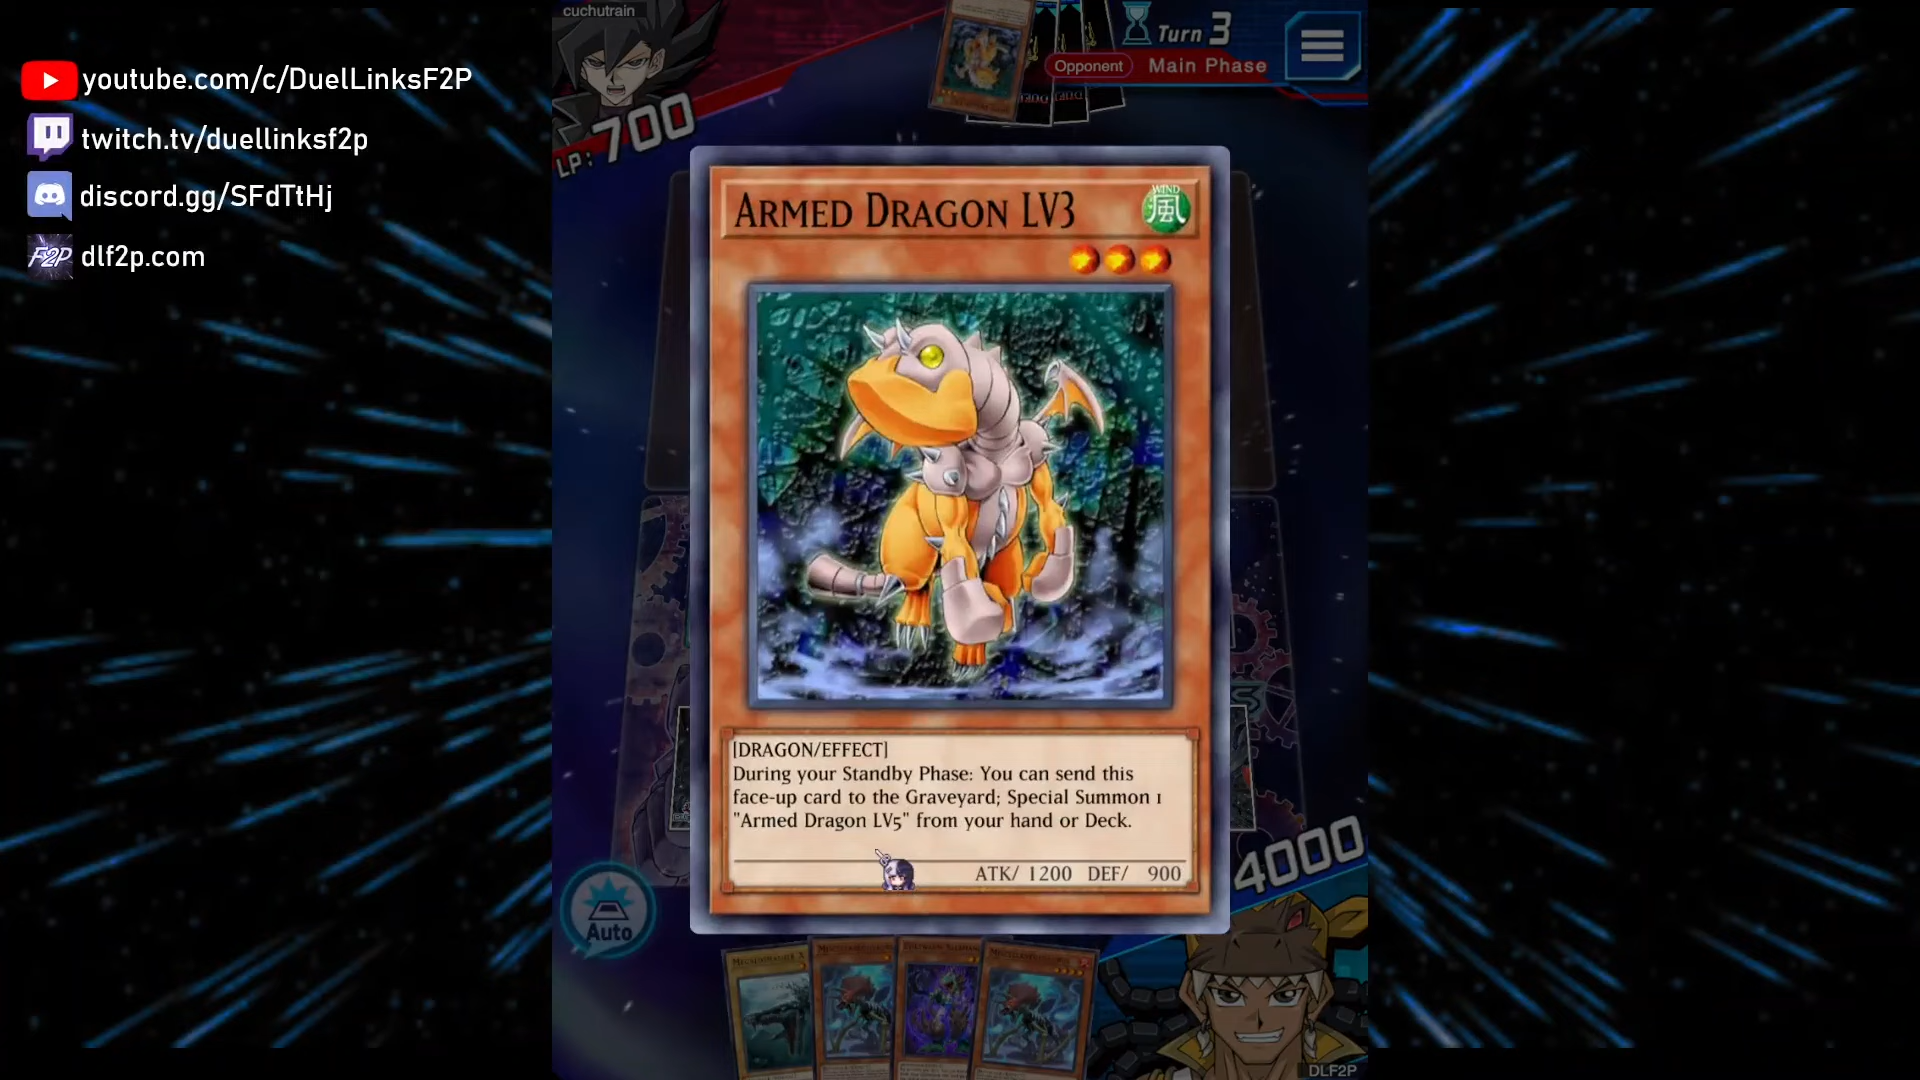 cuchutrain
Turn 3
Opponent Main Phase
LP: 700
youtube.com/c/DuelLinksF2P
twitch.tv/duellinksf2p
discord.gg/SFdTtHj
F2P dlf2p.com
ARMED DRAGON LV3
WIND
風
[DRAGON/EFFECT]
During your Standby Phase: You can send this
face-up card to the Graveyard; Special Summon 1
"Armed Dragon LV5" from your hand or Deck.
ATK/ 1200 DEF/ 900
4000
Auto
DLF2P